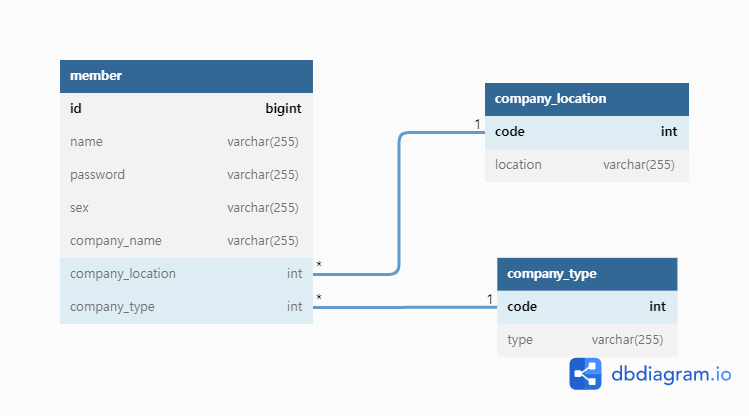 member
id bigint
name varchar(255)
password varchar(255)
sex varchar(255)
company_name varchar(255)
company_location int
company_type int
*
*
1
1
company_location
code int
location varchar(255)
company_type
code int
type varchar(255)
dbdiagram.io